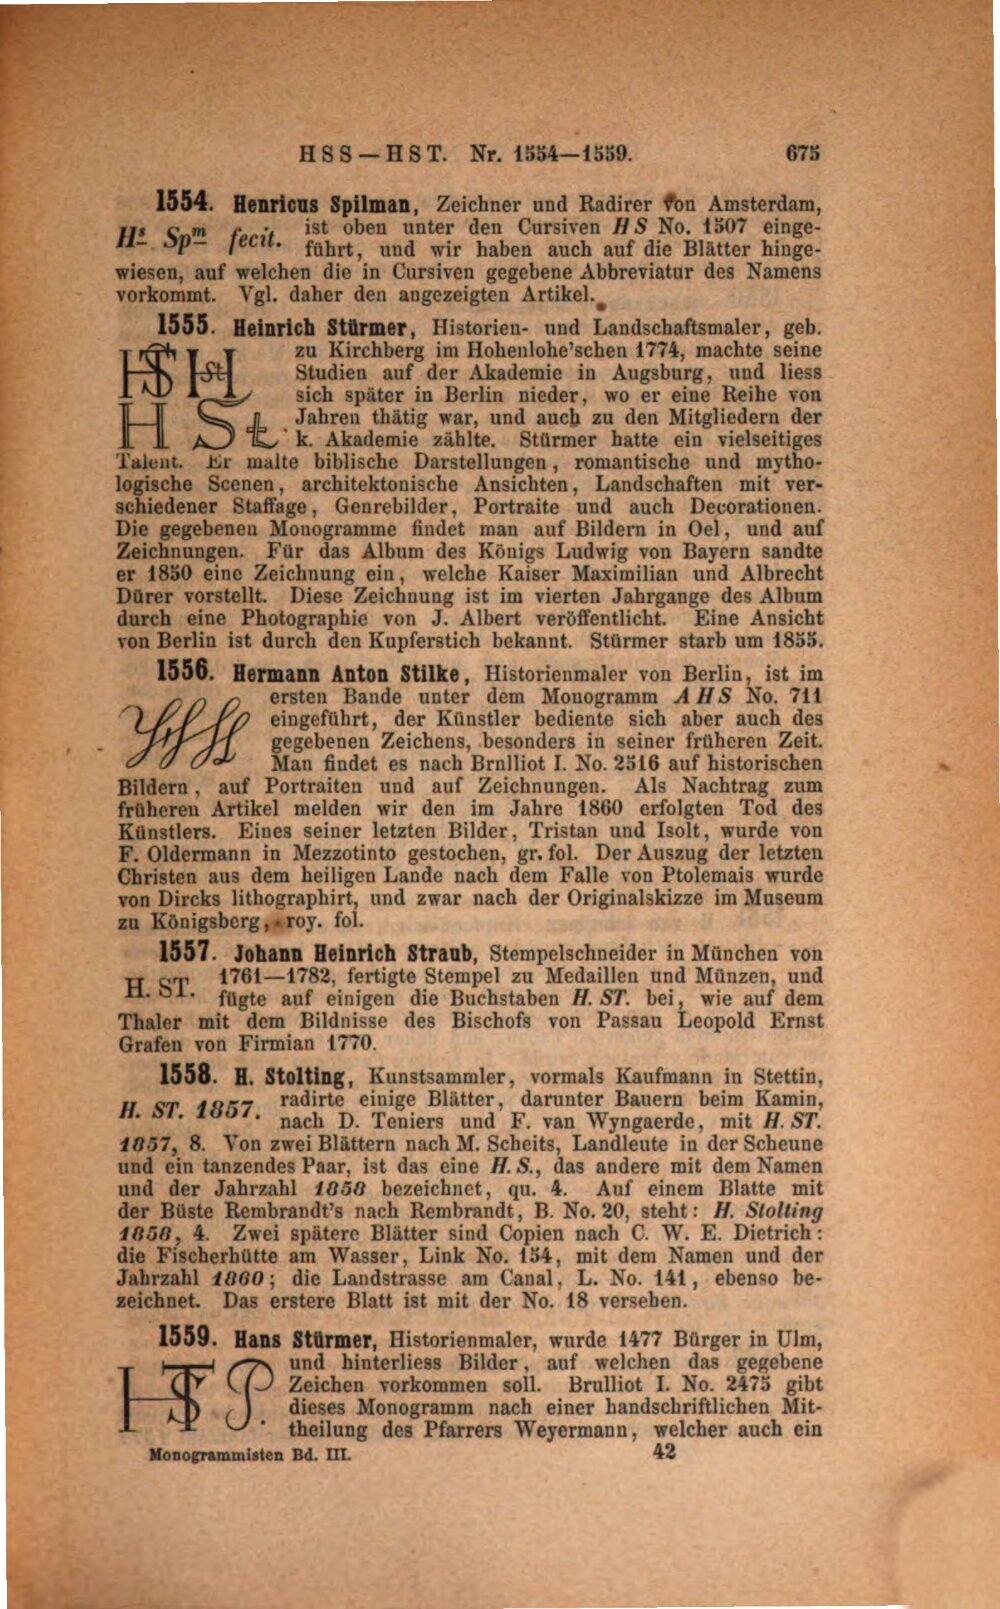 HSS — HST. Nr. 1554—1559. 675
1554. Henricus Spilman, Zeichner und Radirer von Amsterdam,
Hs Spm fecit. ist oben unter den Cursiven HS No. 1507 einge-
führt, und wir haben auch auf die Blätter hinge-
wiesen, auf welchen die in Cursiven gegebene Abbreviatur des Namens
vorkommt. Vgl. daher den angezeigten Artikel.
1555. Heinrich Stürmer, Historien- und Landschaftsmaler, geb.
zu Kirchberg im Hohenlohe'schen 1774, machte seine
Studien auf der Akademie in Augsburg, und liess
sich später in Berlin nieder, wo er eine Reihe von
H St. Jahren thätig war, und auch zu den Mitgliedern der
k. Akademie zählte. Stürmer hatte ein vielseitiges
Talent. Er malte biblische Darstellungen, romantische und mytho-
logische Scenen, architektonische Ansichten, Landschaften mit ver-
schiedener Staffage, Genrebilder, Portraite und auch Decorationen.
Die gegebenen Monogramme findet man auf Bildern in Oel, und auf
Zeichnungen. Für das Album des Königs Ludwig von Bayern sandte
er 1850 eine Zeichnung ein, welche Kaiser Maximilian und Albrecht
Dürer vorstellt. Diese Zeichnung ist im vierten Jahrgange des Album
durch eine Photographie von J. Albert veröffentlicht. Eine Ansicht
von Berlin ist durch den Kupferstich bekannt. Stürmer starb um 1855.
1556. Hermann Anton Stilke, Historienmaler von Berlin, ist im
ersten Bande unter dem Monogramm AHS No. 711
eingeführt, der Künstler bediente sich aber auch des
gegebenen Zeichens, besonders in seiner früheren Zeit.
Man findet es nach Brnlliot I. No. 2516 auf historischen
Bildern, auf Portraiten und auf Zeichnungen. Als Nachtrag zum
früheren Artikel melden wir den im Jahre 1860 erfolgten Tod des
Künstlers. Eines seiner letzten Bilder, Tristan und Isolt, wurde von
F. Oldermann in Mezzotinto gestochen, gr. fol. Der Auszug der letzten
Christen aus dem heiligen Lande nach dem Falle von Ptolemais wurde
von Dircks lithographirt, und zwar nach der Originalskizze im Museum
zu Königsberg, roy. fol.
1557. Johann Heinrich Straub, Stempelschneider in München von
H. ST. 1761—1782, fertigte Stempel zu Medaillen und Münzen, und
fügte auf einigen die Buchstaben H. ST. bei, wie auf dem
Thaler mit dem Bildnisse des Bischofs von Passau Leopold Ernst
Grafen von Firmian 1770.
1558. H. Stolting, Kunstsammler, vormals Kaufmann in Stettin,
H. ST. 1857. radirte einige Blätter, darunter Bauern beim Kamin,
nach D. Teniers und F. van Wyngaerde, mit H. ST.
1857, 8. Von zwei Blättern nach M. Scheits, Landleute in der Scheune
und ein tanzendes Paar, ist das eine H. S., das andere mit dem Namen
und der Jahrzahl 1858 bezeichnet, qu. 4. Auf einem Blatte mit
der Büste Rembrandt's nach Rembrandt, B. No. 20, steht: H. Stolting
1858, 4. Zwei spätere Blätter sind Copien nach C. W. E. Dietrich:
die Fischerhütte am Wasser, Link No. 154, mit dem Namen und der
Jahrzahl 1860; die Landstrasse am Canal, L. No. 141, ebenso be-
zeichnet. Das erstere Blatt ist mit der No. 18 versehen.
1559. Hans Stürmer, Historienmaler, wurde 1477 Bürger in Ulm,
und hinterliess Bilder, auf welchen das gegebene
Zeichen vorkommen soll. Brulliot I. No. 2475 gibt
dieses Monogramm nach einer handschriftlichen Mit-
theilung des Pfarrers Weyermann, welcher auch ein
Monogrammisten Bd. III. 42